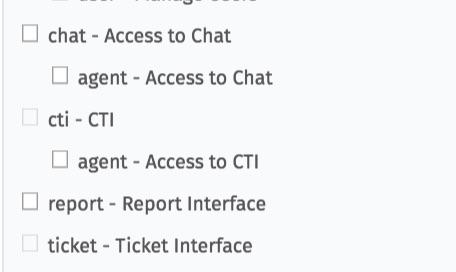 chat - Access to Chat
agent - Access to Chat
cti - CTI
agent - Access to CTI
report - Report Interface
ticket - Ticket Interface